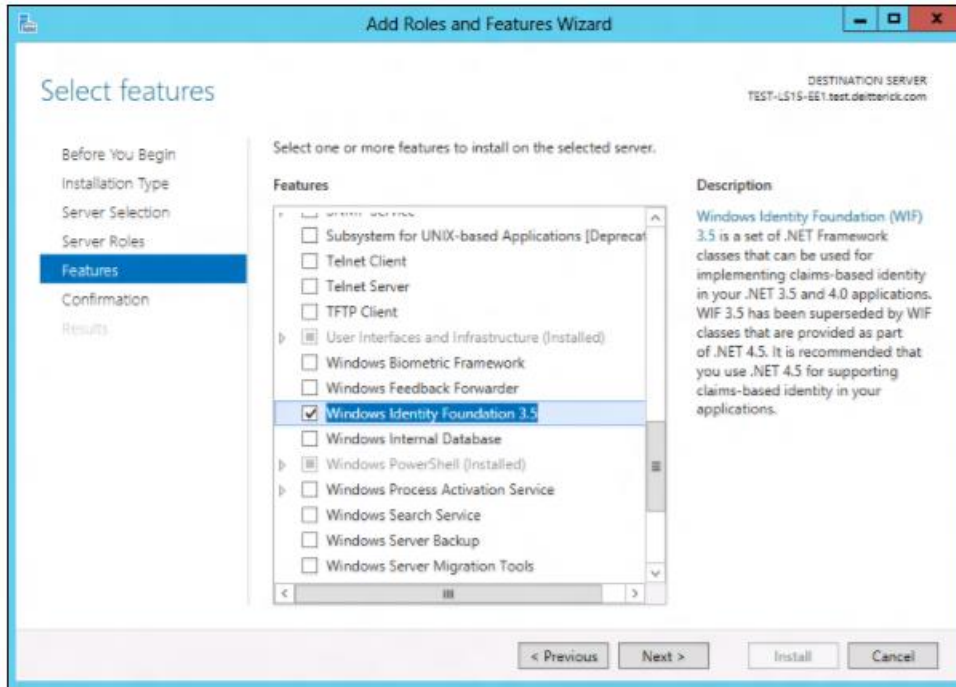 Add Roles and Features Wizard
Select features
DESTINATION SERVER
TEST-LS15-EE1.test.deitterick.com
Before You Begin
Installation Type
Server Selection
Server Roles
Features
Confirmation
Results
Select one or more features to install on the selected server.
Features
Subsystem for UNIX-based Applications [Deprecat
Telnet Client
Telnet Server
TFTP Client
User Interfaces and Infrastructure (Installed)
Windows Biometric Framework
Windows Feedback Forwarder
Windows Identity Foundation 3.5
Windows Internal Database
Windows PowerShell (Installed)
Windows Process Activation Service
Windows Search Service
Windows Server Backup
Windows Server Migration Tools
Description
Windows Identity Foundation (WIF)
3.5 is a set of .NET Framework
classes that can be used for
implementing claims-based identity
in your .NET 3.5 and 4.0 applications.
WIF 3.5 has been superseded by WIF
classes that are provided as part
of .NET 4.5. It is recommended that
you use .NET 4.5 for supporting
claims-based identity in your
applications.
< Previous
Next >
Install
Cancel